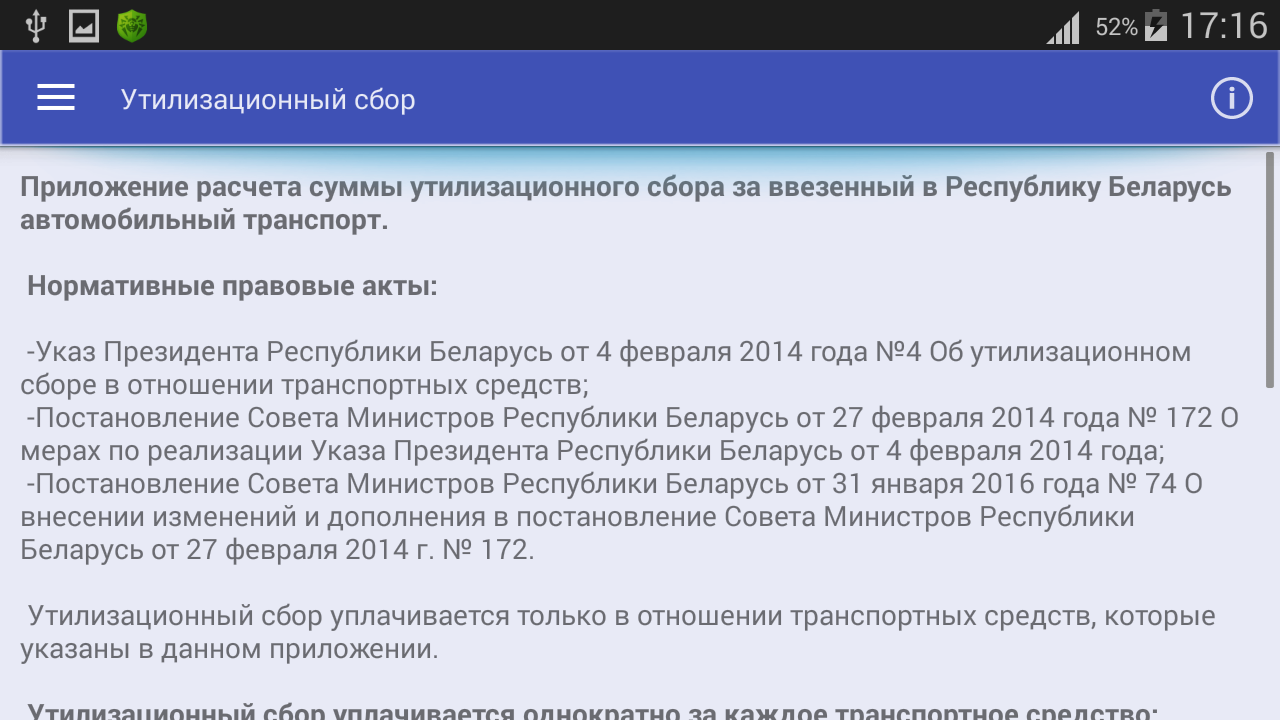 52% 17:16
Утилизационный сбор
Приложение расчета суммы утилизационного сбора за ввезенный в Республику Беларусь
автомобильный транспорт.
Нормативные правовые акты:
-Указ Президента Республики Беларусь от 4 февраля 2014 года №4 Об утилизационном
сборе в отношении транспортных средств;
-Постановление Совета Министров Республики Беларусь от 27 февраля 2014 года № 172 О
мерах по реализации Указа Президента Республики Беларусь от 4 февраля 2014 года;
-Постановление Совета Министров Республики Беларусь от 31 января 2016 года № 74 О
внесении изменений и дополнения в постановление Совета Министров Республики
Беларусь от 27 февраля 2014 г. № 172.
Утилизационный сбор уплачивается только в отношении транспортных средств, которые
указаны в данном приложении.
Утилизационный сбор уплачивается однократно за каждое транспортное средство: